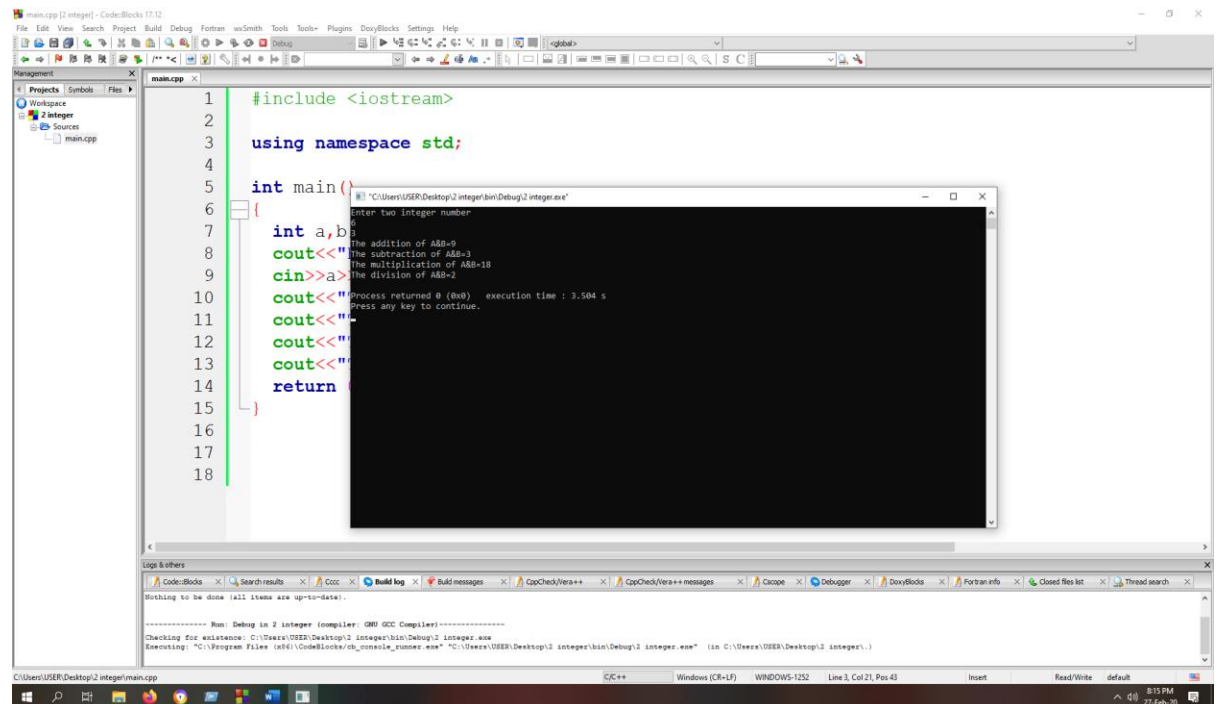 main.cpp [2 integer] - Code::Blocks 17.12
File Edit View Search Project Build Debug Fortran wxSmith Tools Tools+ Plugins DoxyBlocks Settings Help
Debug
<global>
S C
Management
main.cpp
Projects Symbols Files
Workspace
2 integer
Sources
main.cpp
1 #include <iostream>
2
3 using namespace std;
4
5 int main()
6 {
7 int a,b
8 cout<<"
9 cin>>a>
10 cout<<"
11 cout<<"
12 cout<<"
13 cout<<"
14 return
15 }
16
17
18
"C:\Users\USER\Desktop\2 integer\bin\Debug\2 integer.exe"
Enter two integer number
6
3
The addition of A&B=9
The subtraction of A&B=3
The multiplication of A&B=18
The division of A&B=2
Process returned 0 (0x0) execution time : 3.504 s
Press any key to continue.
Logs & others
Code::Blocks Search results Cccc Build log Build messages CppCheck/Vera++ CppCheck/Vera++ messages Cscope Debugger DoxyBlocks Fortran info Closed files list Thread search
Nothing to be done (all items are up-to-date).
-------------- Run: Debug in 2 integer (compiler: GNU GCC Compiler)---------------
Checking for existence: C:\Users\USER\Desktop\2 integer\bin\Debug\2 integer.exe
Executing: "C:\Program Files (x86)\CodeBlocks/cb_console_runner.exe" "C:\Users\USER\Desktop\2 integer\bin\Debug\2 integer.exe" (in C:\Users\USER\Desktop\2 integer\.)
C:\Users\USER\Desktop\2 integer\main.cpp C/C++ Windows (CR+LF) WINDOWS-1252 Line 3, Col 21, Pos 43 Insert Read/Write default
8:15 PM
27-Feb-20